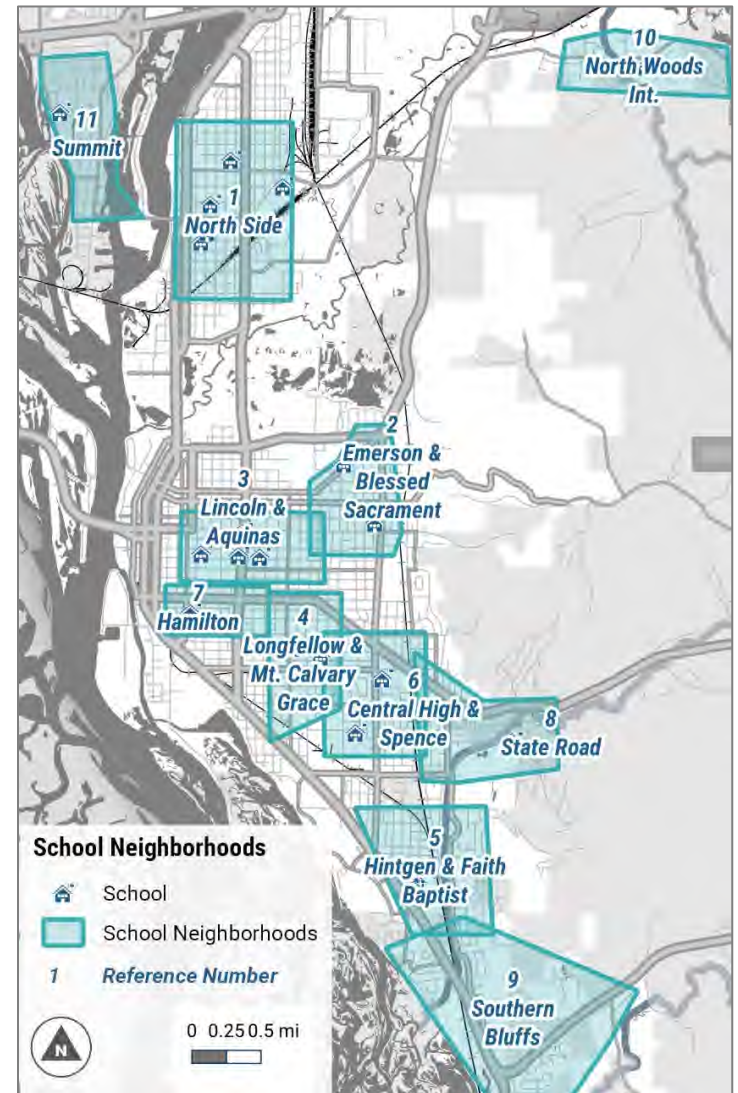 10
North Woods
Int.
11
Summit
1
North Side
2
Emerson &
Blessed
Sacrament
3
Lincoln &
Aquinas
7
Hamilton
4
Longfellow &
Mt. Calvary
Grace
6
Central High &
Spence
8
State Road
5
Hintgen & Faith
Baptist
9
Southern
Bluffs
School Neighborhoods
School
School Neighborhoods
1 Reference Number
N
0 0.25 0.5 mi